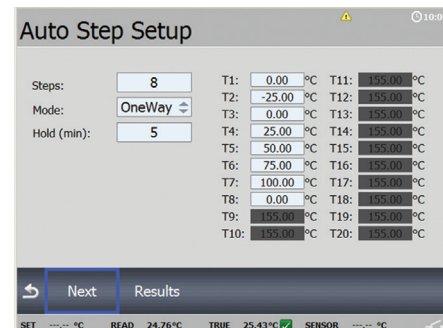 Auto Step Setup
10:0
Steps: 8
Mode: OneWay
Hold (min): 5
T1: 0.00 °C T11: 155.00 °C
T2: -25.00 °C T12: 155.00 °C
T3: 0.00 °C T13: 155.00 °C
T4: 25.00 °C T14: 155.00 °C
T5: 50.00 °C T15: 155.00 °C
T6: 75.00 °C T16: 155.00 °C
T7: 100.00 °C T17: 155.00 °C
T8: 0.00 °C T18: 155.00 °C
T9: 155.00 °C T19: 155.00 °C
T10: 155.00 °C T20: 155.00 °C
Next Results
SET ---.-- °C READ 24.76°C TRUE 25.43°C SENSOR ---.-- °C